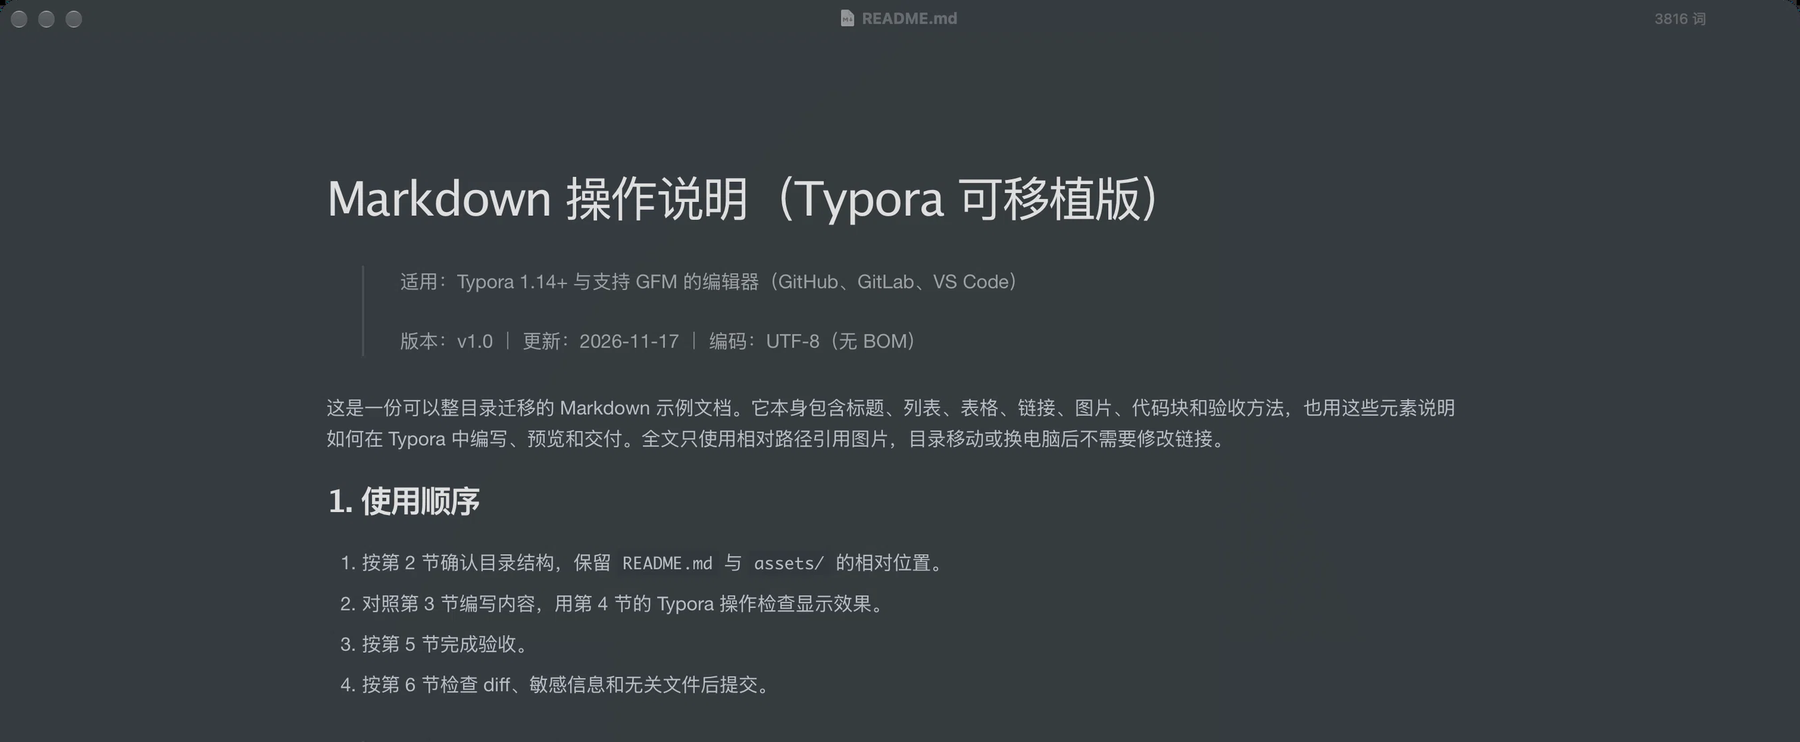 README.md
3816 词
Markdown 操作说明（Typora 可移植版）
适用：Typora 1.14+ 与支持 GFM 的编辑器（GitHub、GitLab、VS Code）
版本：v1.0 ｜ 更新：2026-11-17 ｜ 编码：UTF-8（无 BOM）
这是一份可以整目录迁移的 Markdown 示例文档。它本身包含标题、列表、表格、链接、图片、代码块和验收方法，也用这些元素说明
如何在 Typora 中编写、预览和交付。全文只使用相对路径引用图片，目录移动或换电脑后不需要修改链接。
1. 使用顺序
1. 按第 2 节确认目录结构，保留 README.md 与 assets/ 的相对位置。
2. 对照第 3 节编写内容，用第 4 节的 Typora 操作检查显示效果。
3. 按第 5 节完成验收。
4. 按第 6 节检查 diff、敏感信息和无关文件后提交。